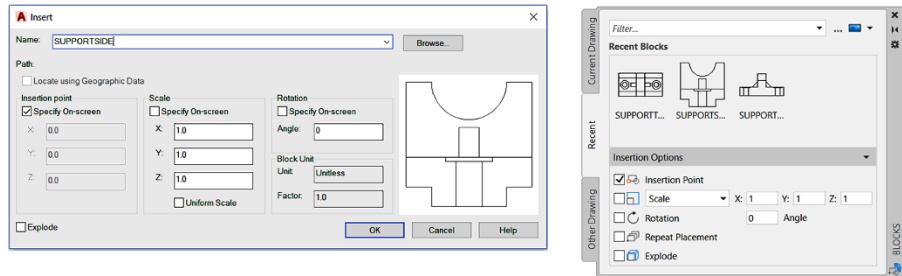 A Insert
Name: SUPPORTSIDE Browse...
Path:
Locate using Geographic Data
Insertion point Scale Rotation
Specify On-screen Specify On-screen Specify On-screen
X: 0.0 X: 1.0 Angle: 0
Y: 0.0 Y: 1.0 Block Unit
Unit: Unitless
Z: 0.0 Z: 1.0
Factor: 1.0
Uniform Scale
Explode OK Cancel Help
Current Drawing
Recent
Other Drawing
Filter... ...
Recent Blocks
SUPPORTT... SUPPORTS... SUPPORT...
Insertion Options
Insertion Point
Scale X: 1 Y: 1 Z: 1
Rotation 0 Angle
Repeat Placement
Explode
BLOCKS